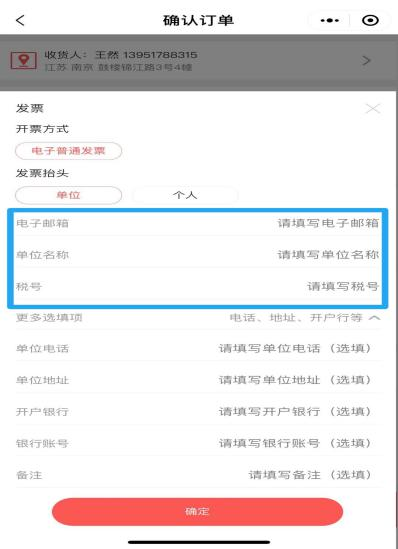 确认订单
收货人：王然 13951788315
江苏 南京 鼓楼锦江路3号4幢
发票
开票方式
电子普通发票
发票抬头
单位 个人
电子邮箱 请填写电子邮箱
单位名称 请填写单位名称
税号 请填写税号
更多选填项 电话、地址、开户行等
单位电话 请填写单位电话（选填）
单位地址 请填写单位地址（选填）
开户银行 请填写开户银行（选填）
银行账号 请填写银行账号（选填）
备注 请填写备注（选填）
确定